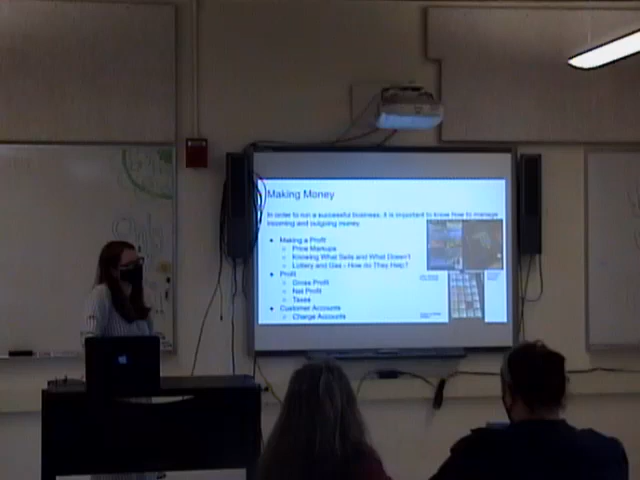 Making Money
In order to run a successful business, it is important to know how to manage
incoming and outgoing money.
● Making a Profit
○ Price Markups
○ Knowing What Sells and What Doesn't
○ Lottery and Gas - How do They Help?
● Profit
○ Gross Profit
○ Net Profit
○ Taxes
● Customer Accounts
○ Charge Accounts